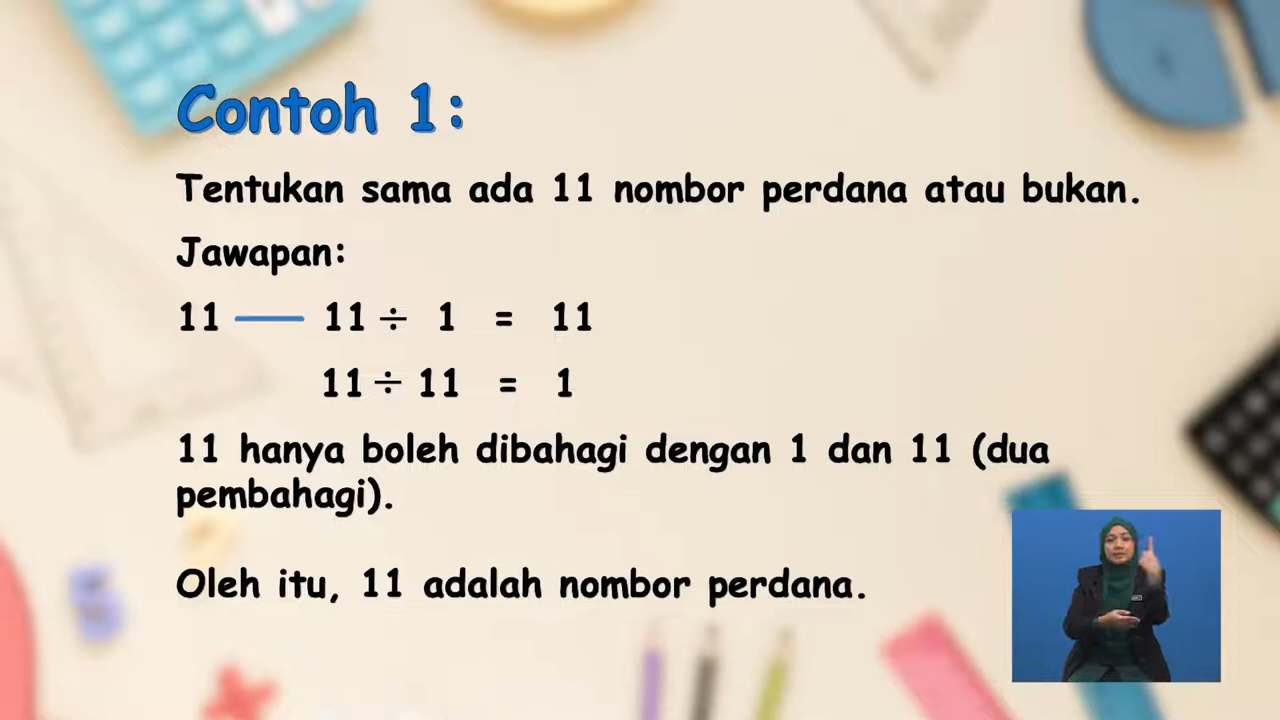 Contoh 1:
Tentukan sama ada 11 nombor perdana atau bukan.
Jawapan:
11 — 11 ÷ 1 = 11
11 ÷ 11 = 1
11 hanya boleh dibahagi dengan 1 dan 11 (dua
pembahagi).
Oleh itu, 11 adalah nombor perdana.